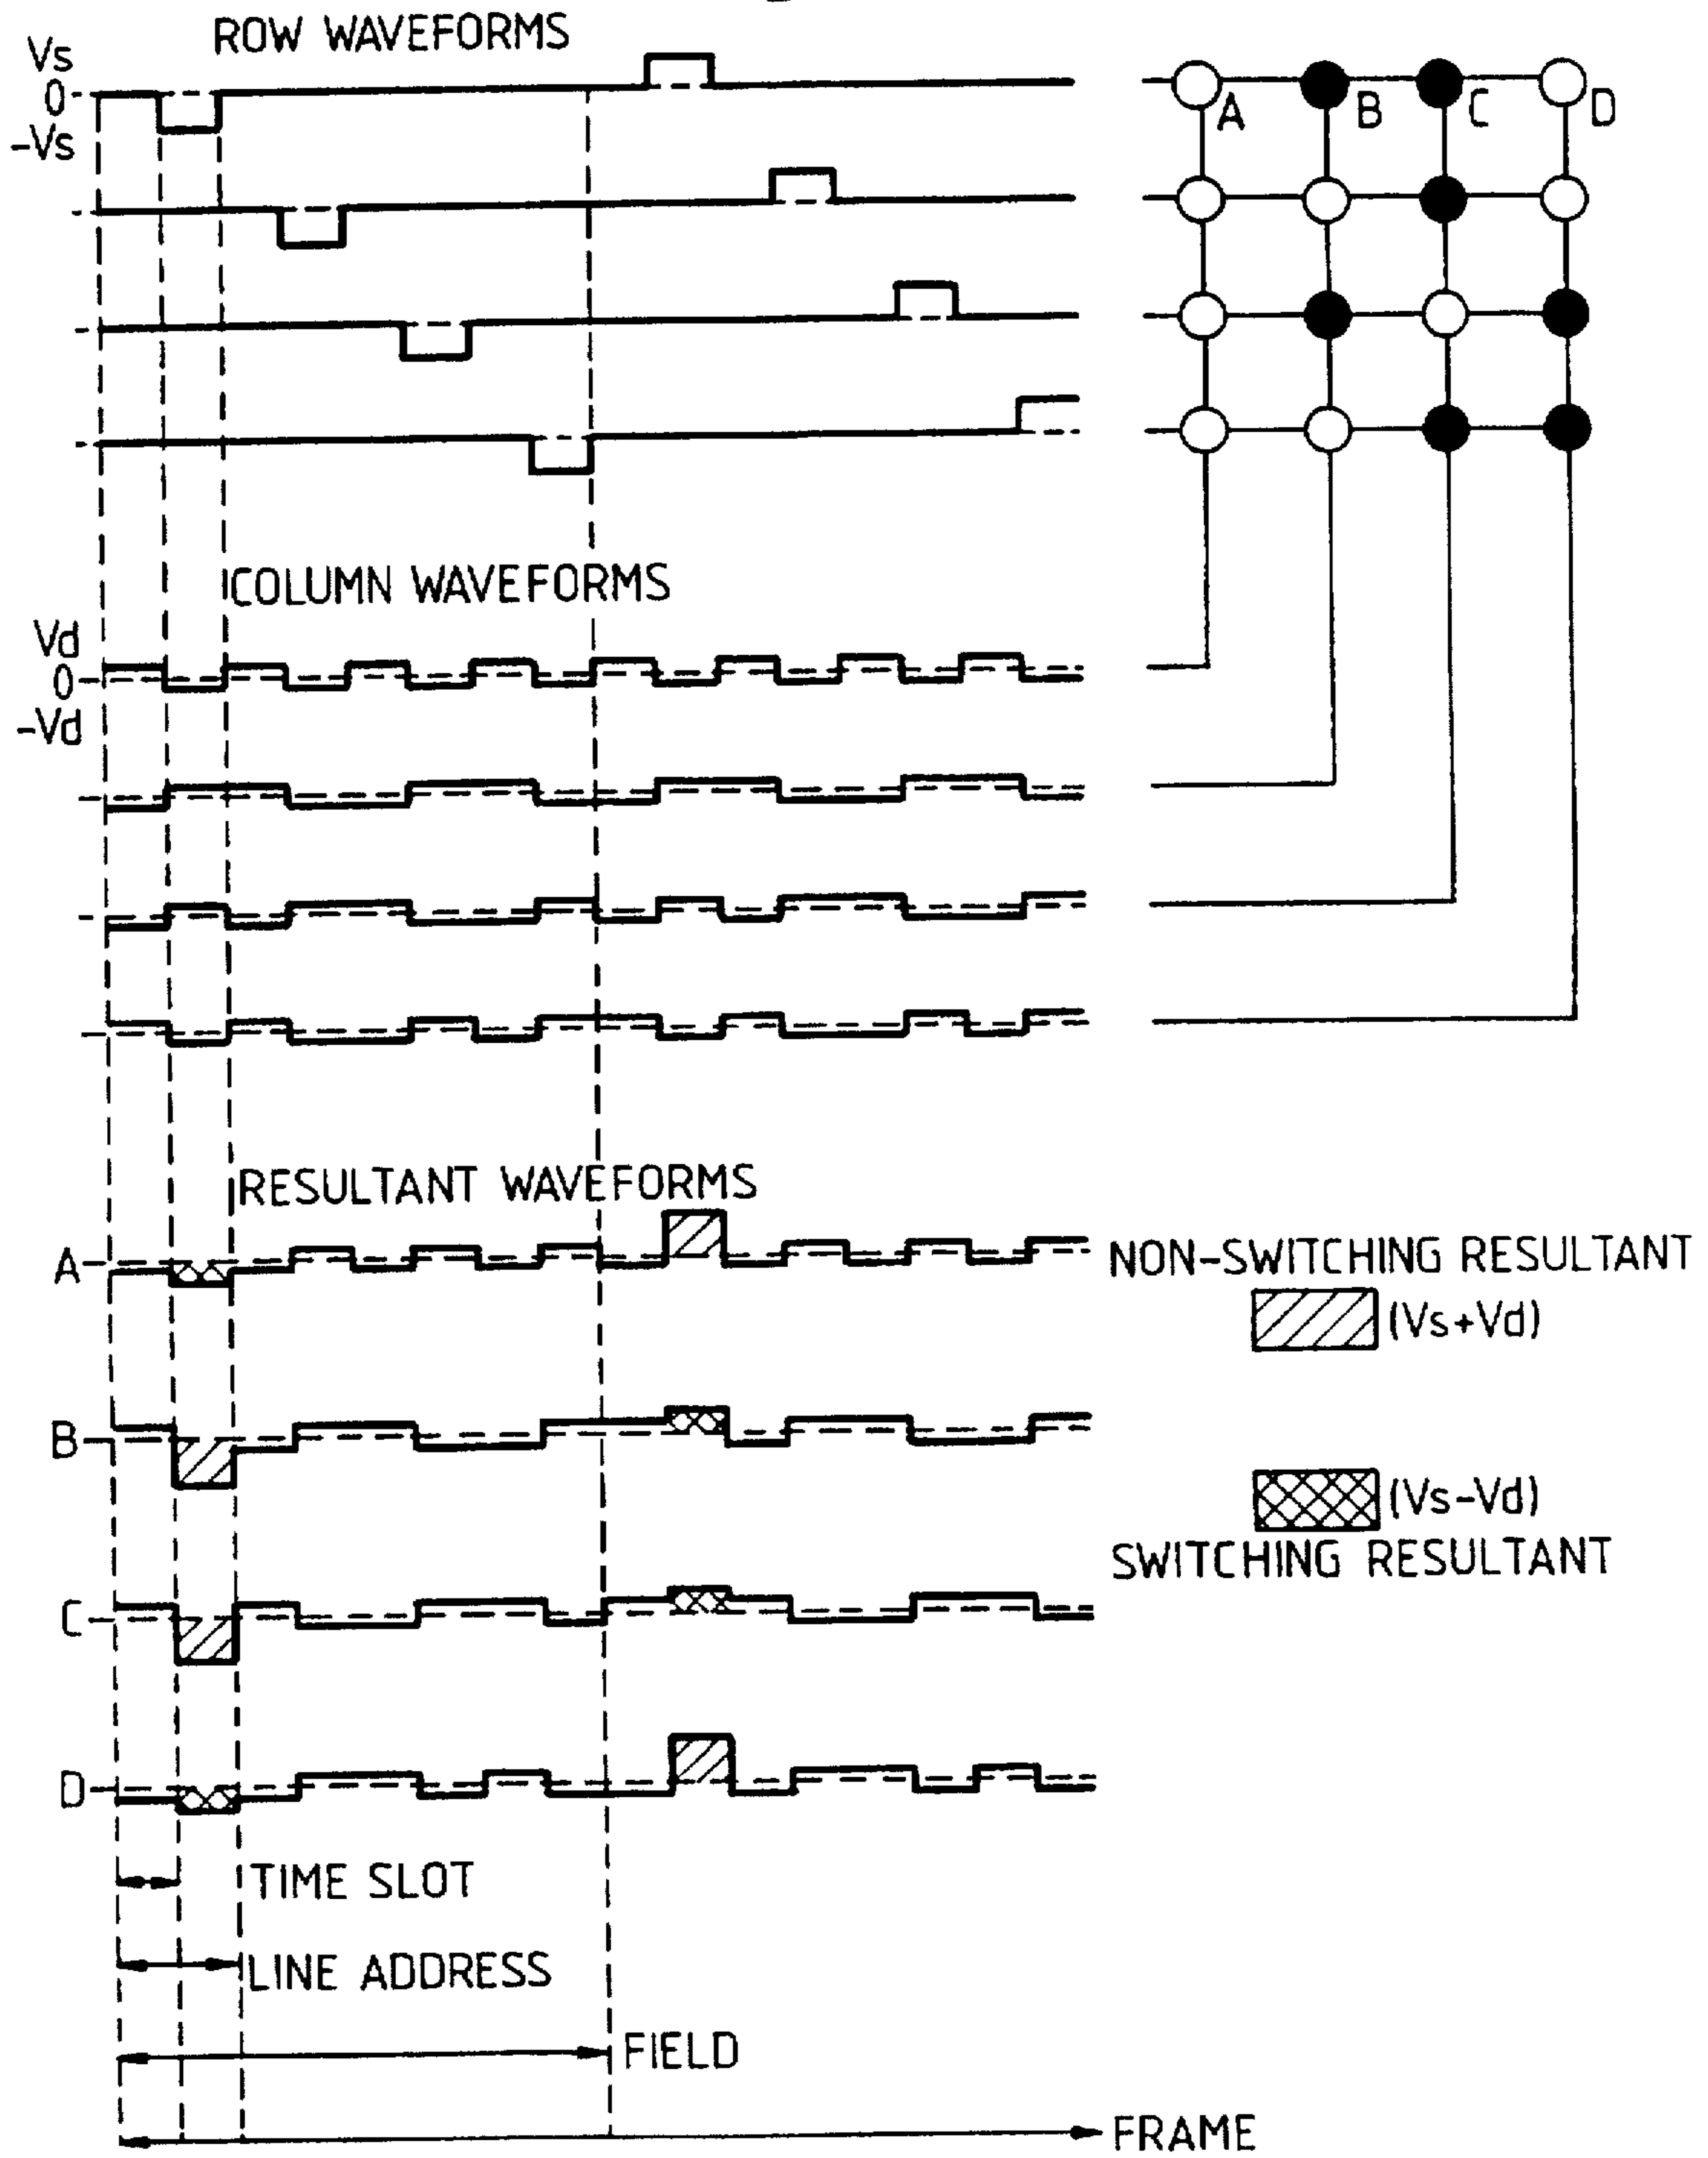 ROW WAVEFORMS
Vs
0
-Vs
A B C D
COLUMN WAVEFORMS
Vd
0
-Vd
RESULTANT WAVEFORMS
A
NON-SWITCHING RESULTANT
(Vs+Vd)
B
(Vs-Vd)
SWITCHING RESULTANT
C
D
TIME SLOT
LINE ADDRESS
FIELD
FRAME